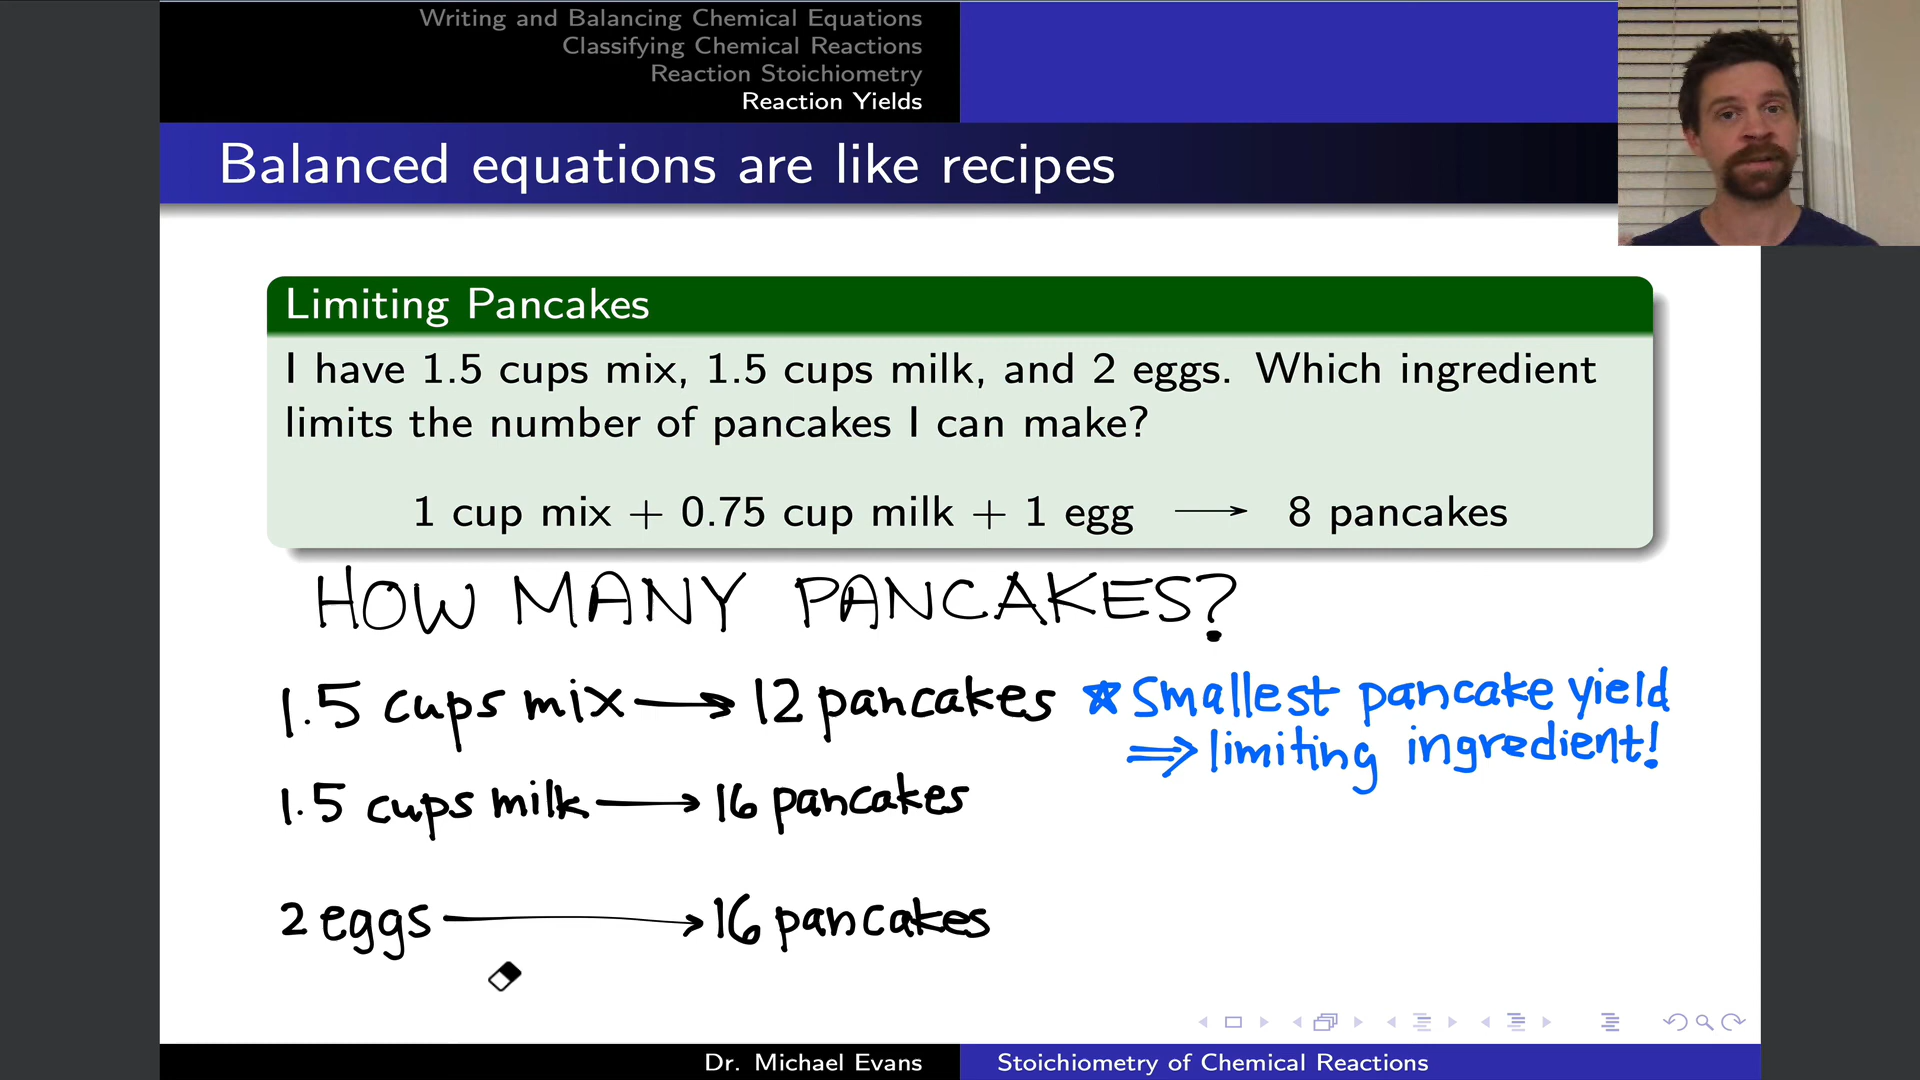 Writing and Balancing Chemical Equations
Classifying Chemical Reactions
Reaction Stoichiometry
Reaction Yields
Balanced equations are like recipes
Limiting Pancakes
I have 1.5 cups mix, 1.5 cups milk, and 2 eggs. Which ingredient
limits the number of pancakes I can make?
1 cup mix + 0.75 cup milk + 1 egg ⟶ 8 pancakes
HOW MANY PANCAKES?
1.5 cups mix → 12 pancakes
★ Smallest pancake yield
⇒ limiting ingredient!
1.5 cups milk → 16 pancakes
2 eggs → 16 pancakes
Dr. Michael Evans
Stoichiometry of Chemical Reactions